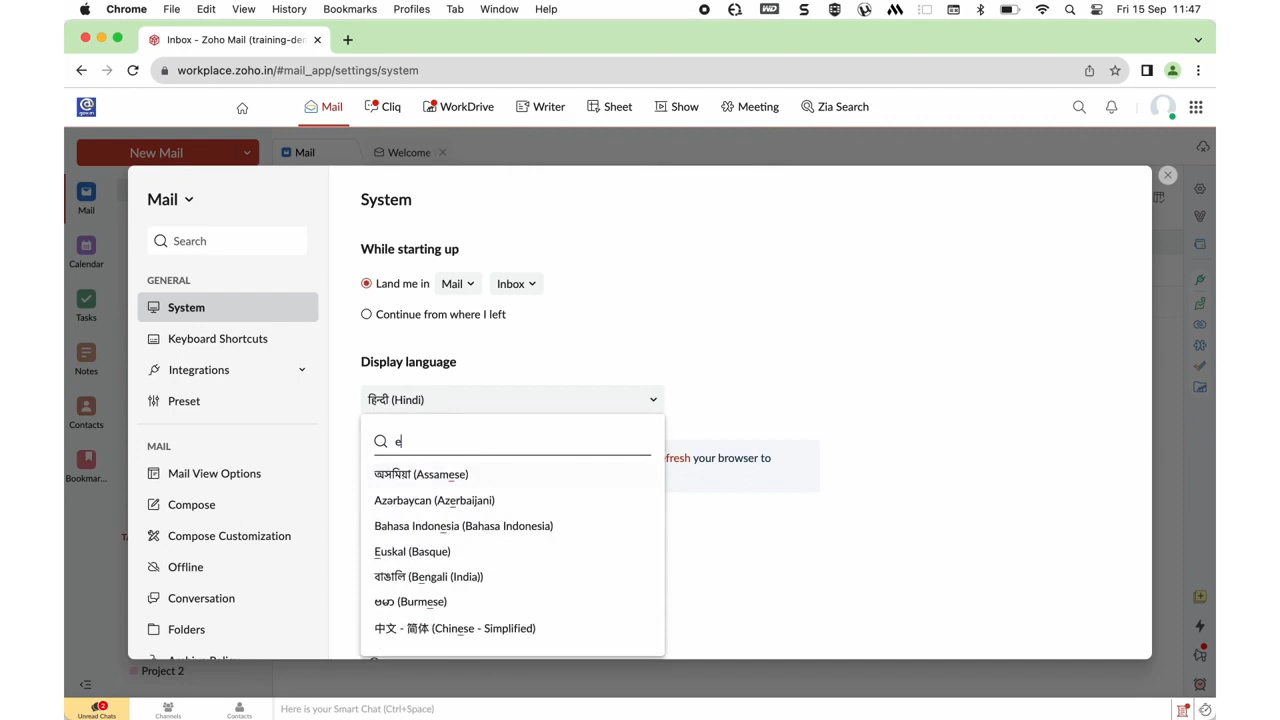 Chrome File Edit View History Bookmarks Profiles Tab Window Help Fri 15 Sep 11:47
Inbox - Zoho Mail (training-der
workplace.zoho.in/#mail_app/settings/system
Mail Cliq WorkDrive Writer Sheet Show Meeting Zia Search
New Mail Mail Welcome
Mail
Calendar
Tasks
Notes
Contacts
Bookmar...
Mail
Search
GENERAL
System
Keyboard Shortcuts
Integrations
Preset
MAIL
Mail View Options
Compose
Compose Customization
Offline
Conversation
Folders
System
While starting up
Land me in Mail Inbox
Continue from where I left
Display language
हिन्दी (Hindi)
e
অসমিয়া (Assamese)
Azərbaycan (Azerbaijani)
Bahasa Indonesia (Bahasa Indonesia)
Euskal (Basque)
বাঙালি (Bengali (India))
ဗမာ (Burmese)
中文 - 简体 (Chinese - Simplified)
efresh your browser to
Project 2
2
Unread Chats Channels Contacts Here is your Smart Chat (Ctrl+Space)